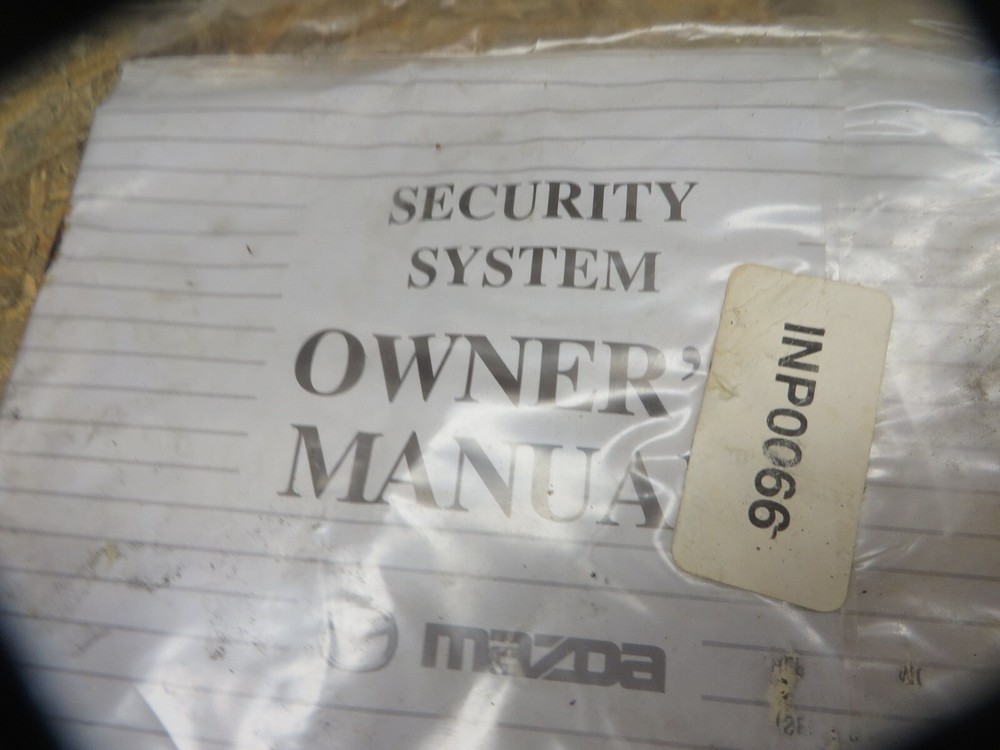 SECURITY
SYSTEM
OWNER'
MANUA
INP0066
mazda